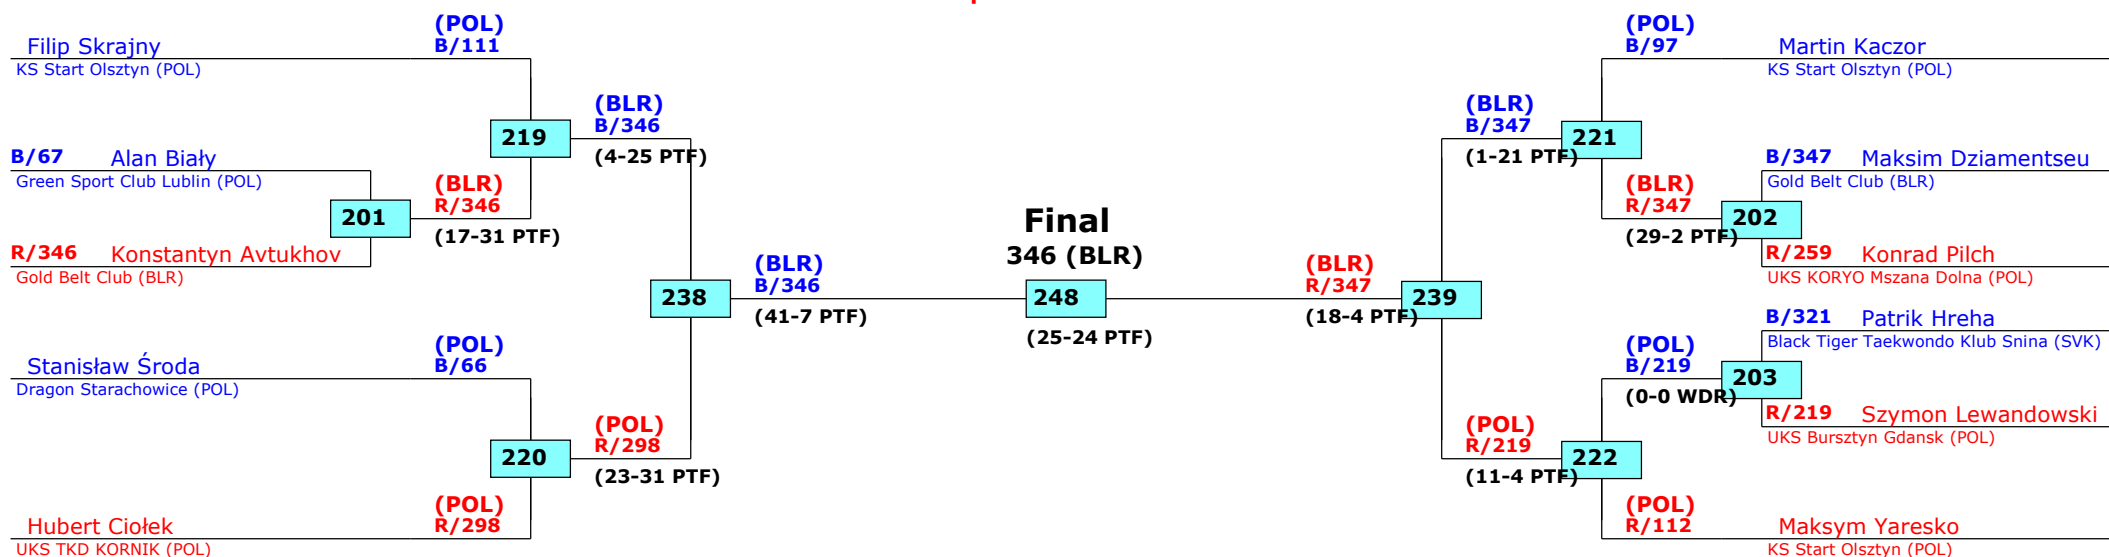 (POL)
B/111
Filip Skrajny
KS Start Olsztyn (POL)
(BLR)
B/346
219
(4-25 PTF)
B/67 Alan Biały
Green Sport Club Lublin (POL)
(BLR)
R/346
201
(17-31 PTF)
R/346 Konstantyn Avtukhov
Gold Belt Club (BLR)
(BLR)
B/346
238
(41-7 PTF)
(POL)
B/66
Stanisław Środa
Dragon Starachowice (POL)
(POL)
R/298
220
(23-31 PTF)
(POL)
R/298
Hubert Ciołek
UKS TKD KORNIK (POL)
Final
346 (BLR)
248
(25-24 PTF)
(POL)
B/97
Martin Kaczor
KS Start Olsztyn (POL)
(BLR)
B/347
221
(1-21 PTF)
B/347 Maksim Dziamentseu
Gold Belt Club (BLR)
(BLR)
R/347
202
(29-2 PTF)
R/259 Konrad Pilch
UKS KORYO Mszana Dolna (POL)
(BLR)
R/347
239
(18-4 PTF)
B/321 Patrik Hreha
Black Tiger Taekwondo Klub Snina (SVK)
(POL)
B/219
203
(0-0 WDR)
R/219 Szymon Lewandowski
UKS Bursztyn Gdansk (POL)
(POL)
R/219
222
(11-4 PTF)
(POL)
R/112
Maksym Yaresko
KS Start Olsztyn (POL)